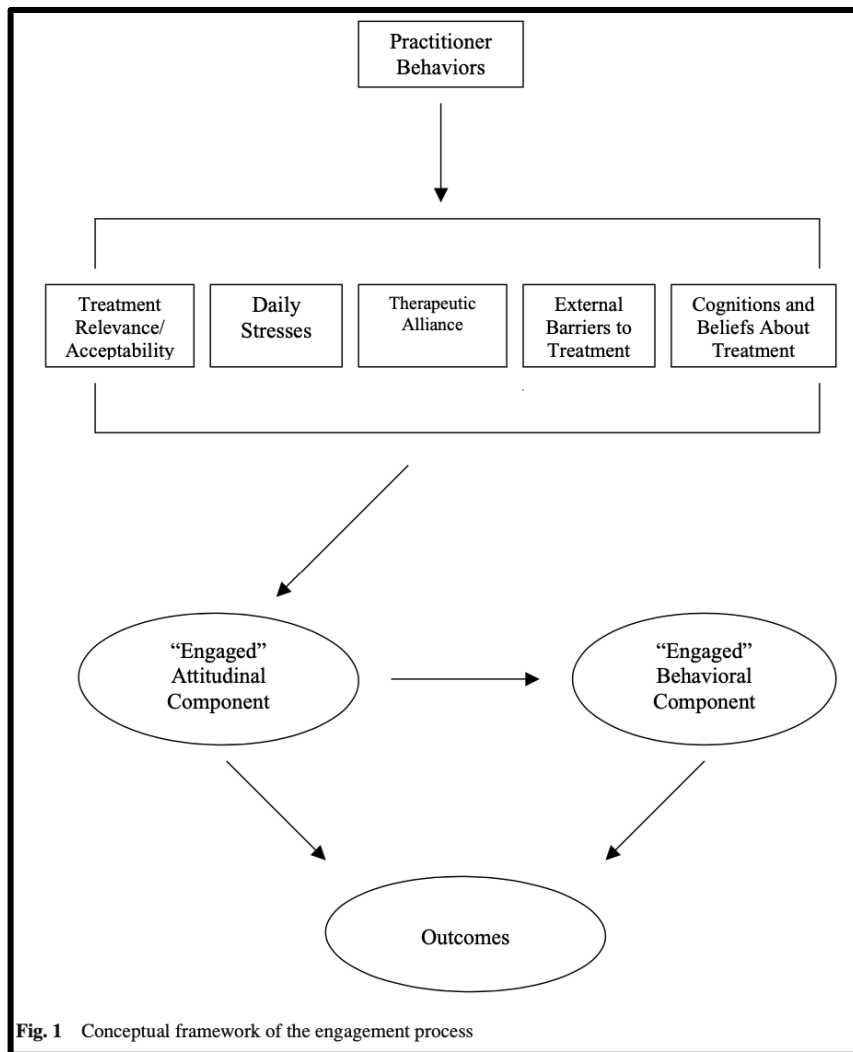 Practitioner
Behaviors
Treatment
Relevance/
Acceptability
Daily
Stresses
Therapeutic
Alliance
External
Barriers to
Treatment
Cognitions and
Beliefs About
Treatment
“Engaged”
Attitudinal
Component
“Engaged”
Behavioral
Component
Outcomes
Fig. 1 Conceptual framework of the engagement process